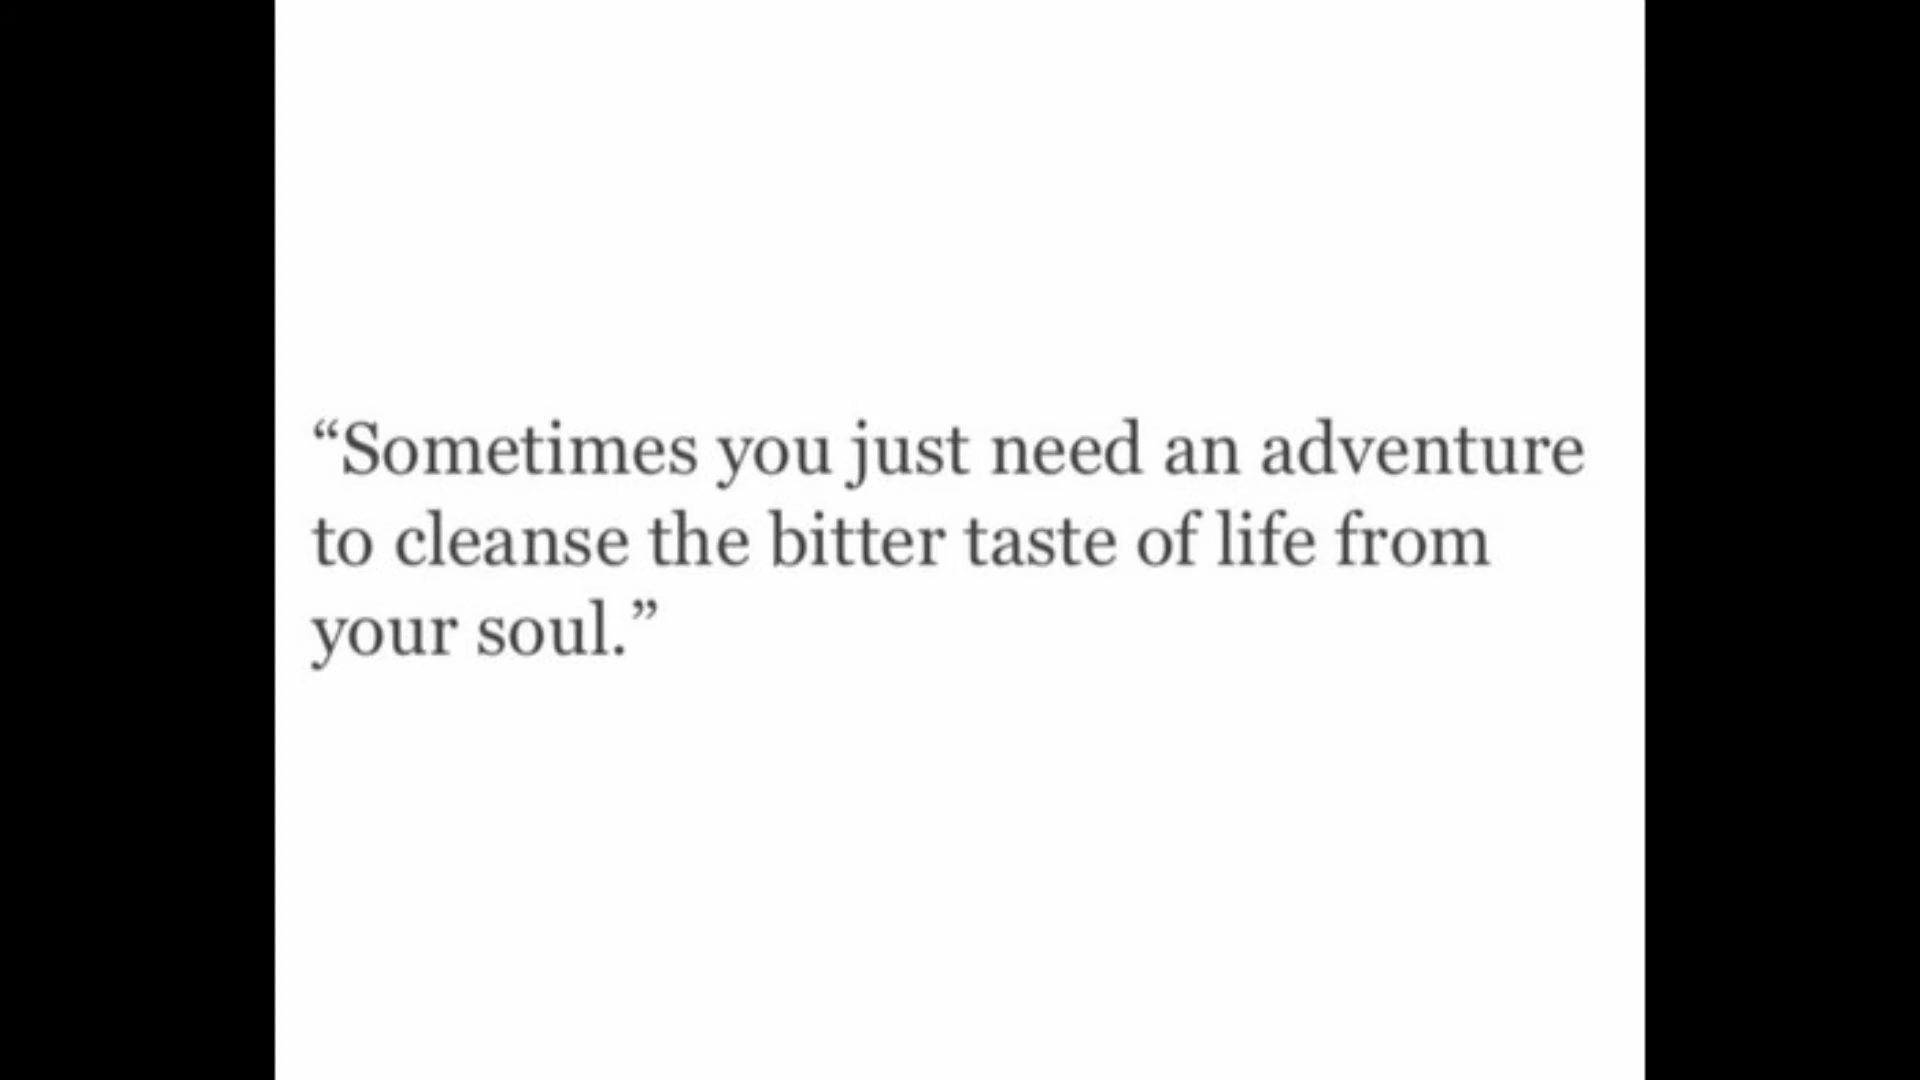 “Sometimes you just need an adventure
to cleanse the bitter taste of life from
your soul.”